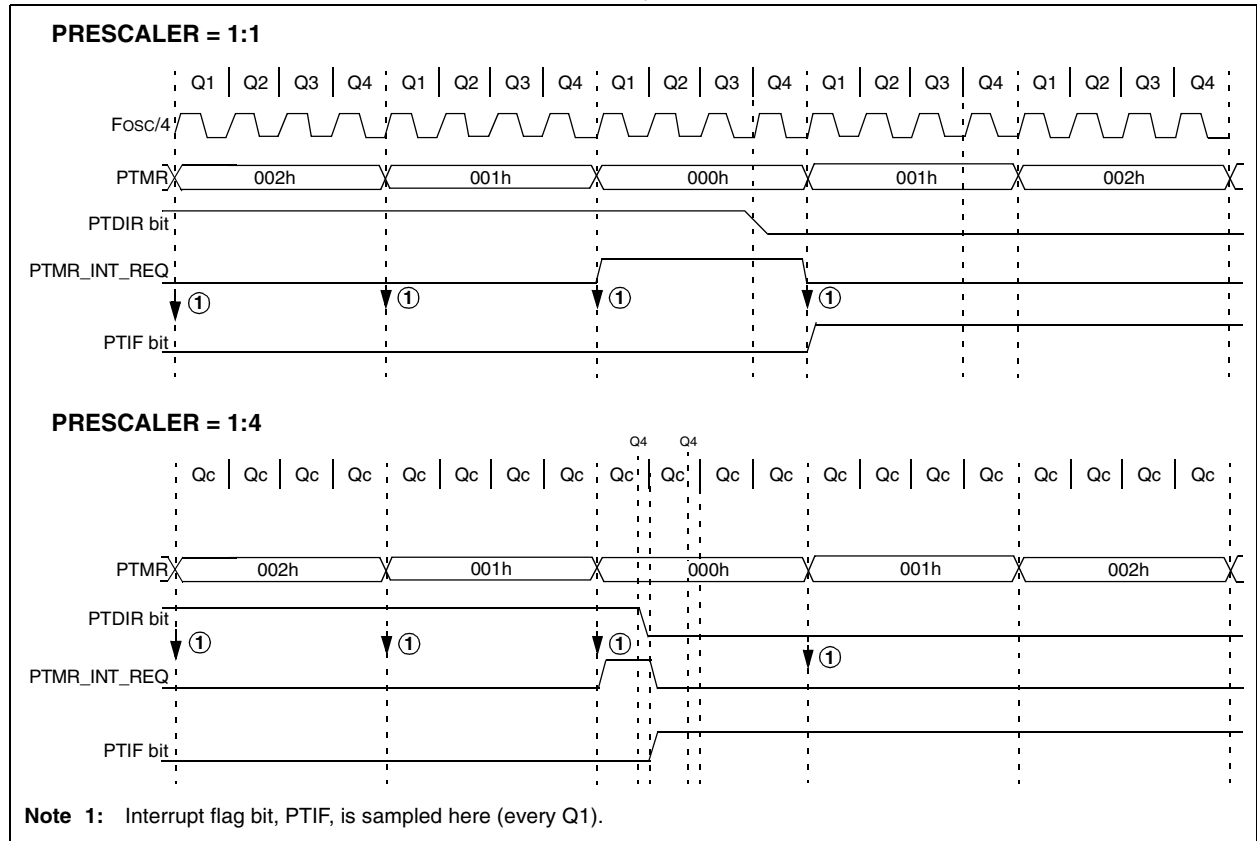 PRESCALER = 1:1
Q1 Q2 Q3 Q4 Q1 Q2 Q3 Q4 Q1 Q2 Q3 Q4 Q1 Q2 Q3 Q4 Q1 Q2 Q3 Q4
FOSC/4
PTMR 002h 001h 000h 001h 002h
PTDIR bit
PTMR_INT_REQ
1 1 1 1
PTIF bit
PRESCALER = 1:4
Q4 Q4
Qc Qc Qc Qc Qc Qc Qc Qc Qc Qc Qc Qc Qc Qc Qc Qc Qc Qc Qc Qc
PTMR 002h 001h 000h 001h 002h
PTDIR bit
1 1 1 1
PTMR_INT_REQ
PTIF bit
Note 1: Interrupt flag bit, PTIF, is sampled here (every Q1).